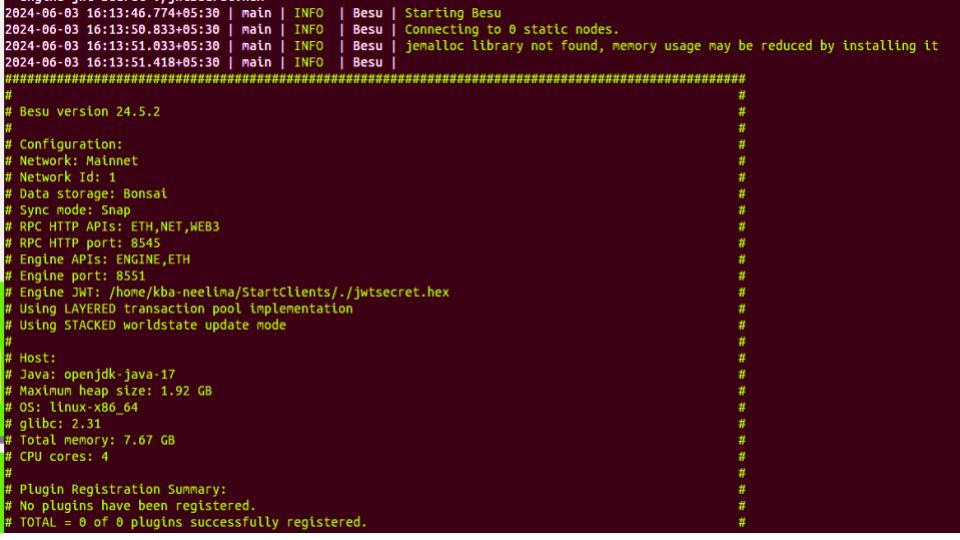 2024-06-03 16:13:46.774+05:30 | main | INFO  | Besu | Starting Besu
2024-06-03 16:13:50.833+05:30 | main | INFO  | Besu | Connecting to 0 static nodes.
2024-06-03 16:13:51.033+05:30 | main | INFO  | Besu | jemalloc library not found, memory usage may be reduced by installing it
2024-06-03 16:13:51.418+05:30 | main | INFO  | Besu |
####################################################################################################
#                                                                                                  #
# Besu version 24.5.2                                                                              #
#                                                                                                  #
# Configuration:                                                                                   #
# Network: Mainnet                                                                                 #
# Network Id: 1                                                                                    #
# Data storage: Bonsai                                                                             #
# Sync mode: Snap                                                                                  #
# RPC HTTP APIs: ETH,NET,WEB3                                                                      #
# RPC HTTP port: 8545                                                                              #
# Engine APIs: ENGINE,ETH                                                                          #
# Engine port: 8551                                                                                #
# Engine JWT: /home/kba-neelima/StartClients/./jwtsecret.hex                                       #
# Using LAYERED transaction pool implementation                                                    #
# Using STACKED worldstate update mode                                                             #
#                                                                                                  #
# Host:                                                                                            #
# Java: openjdk-java-17                                                                            #
# Maximum heap size: 1.92 GB                                                                       #
# OS: linux-x86_64                                                                                 #
# glibc: 2.31                                                                                      #
# Total memory: 7.67 GB                                                                            #
# CPU cores: 4                                                                                     #
#                                                                                                  #
# Plugin Registration Summary:                                                                     #
# No plugins have been registered.                                                                 #
# TOTAL = 0 of 0 plugins successfully registered.                                                  #